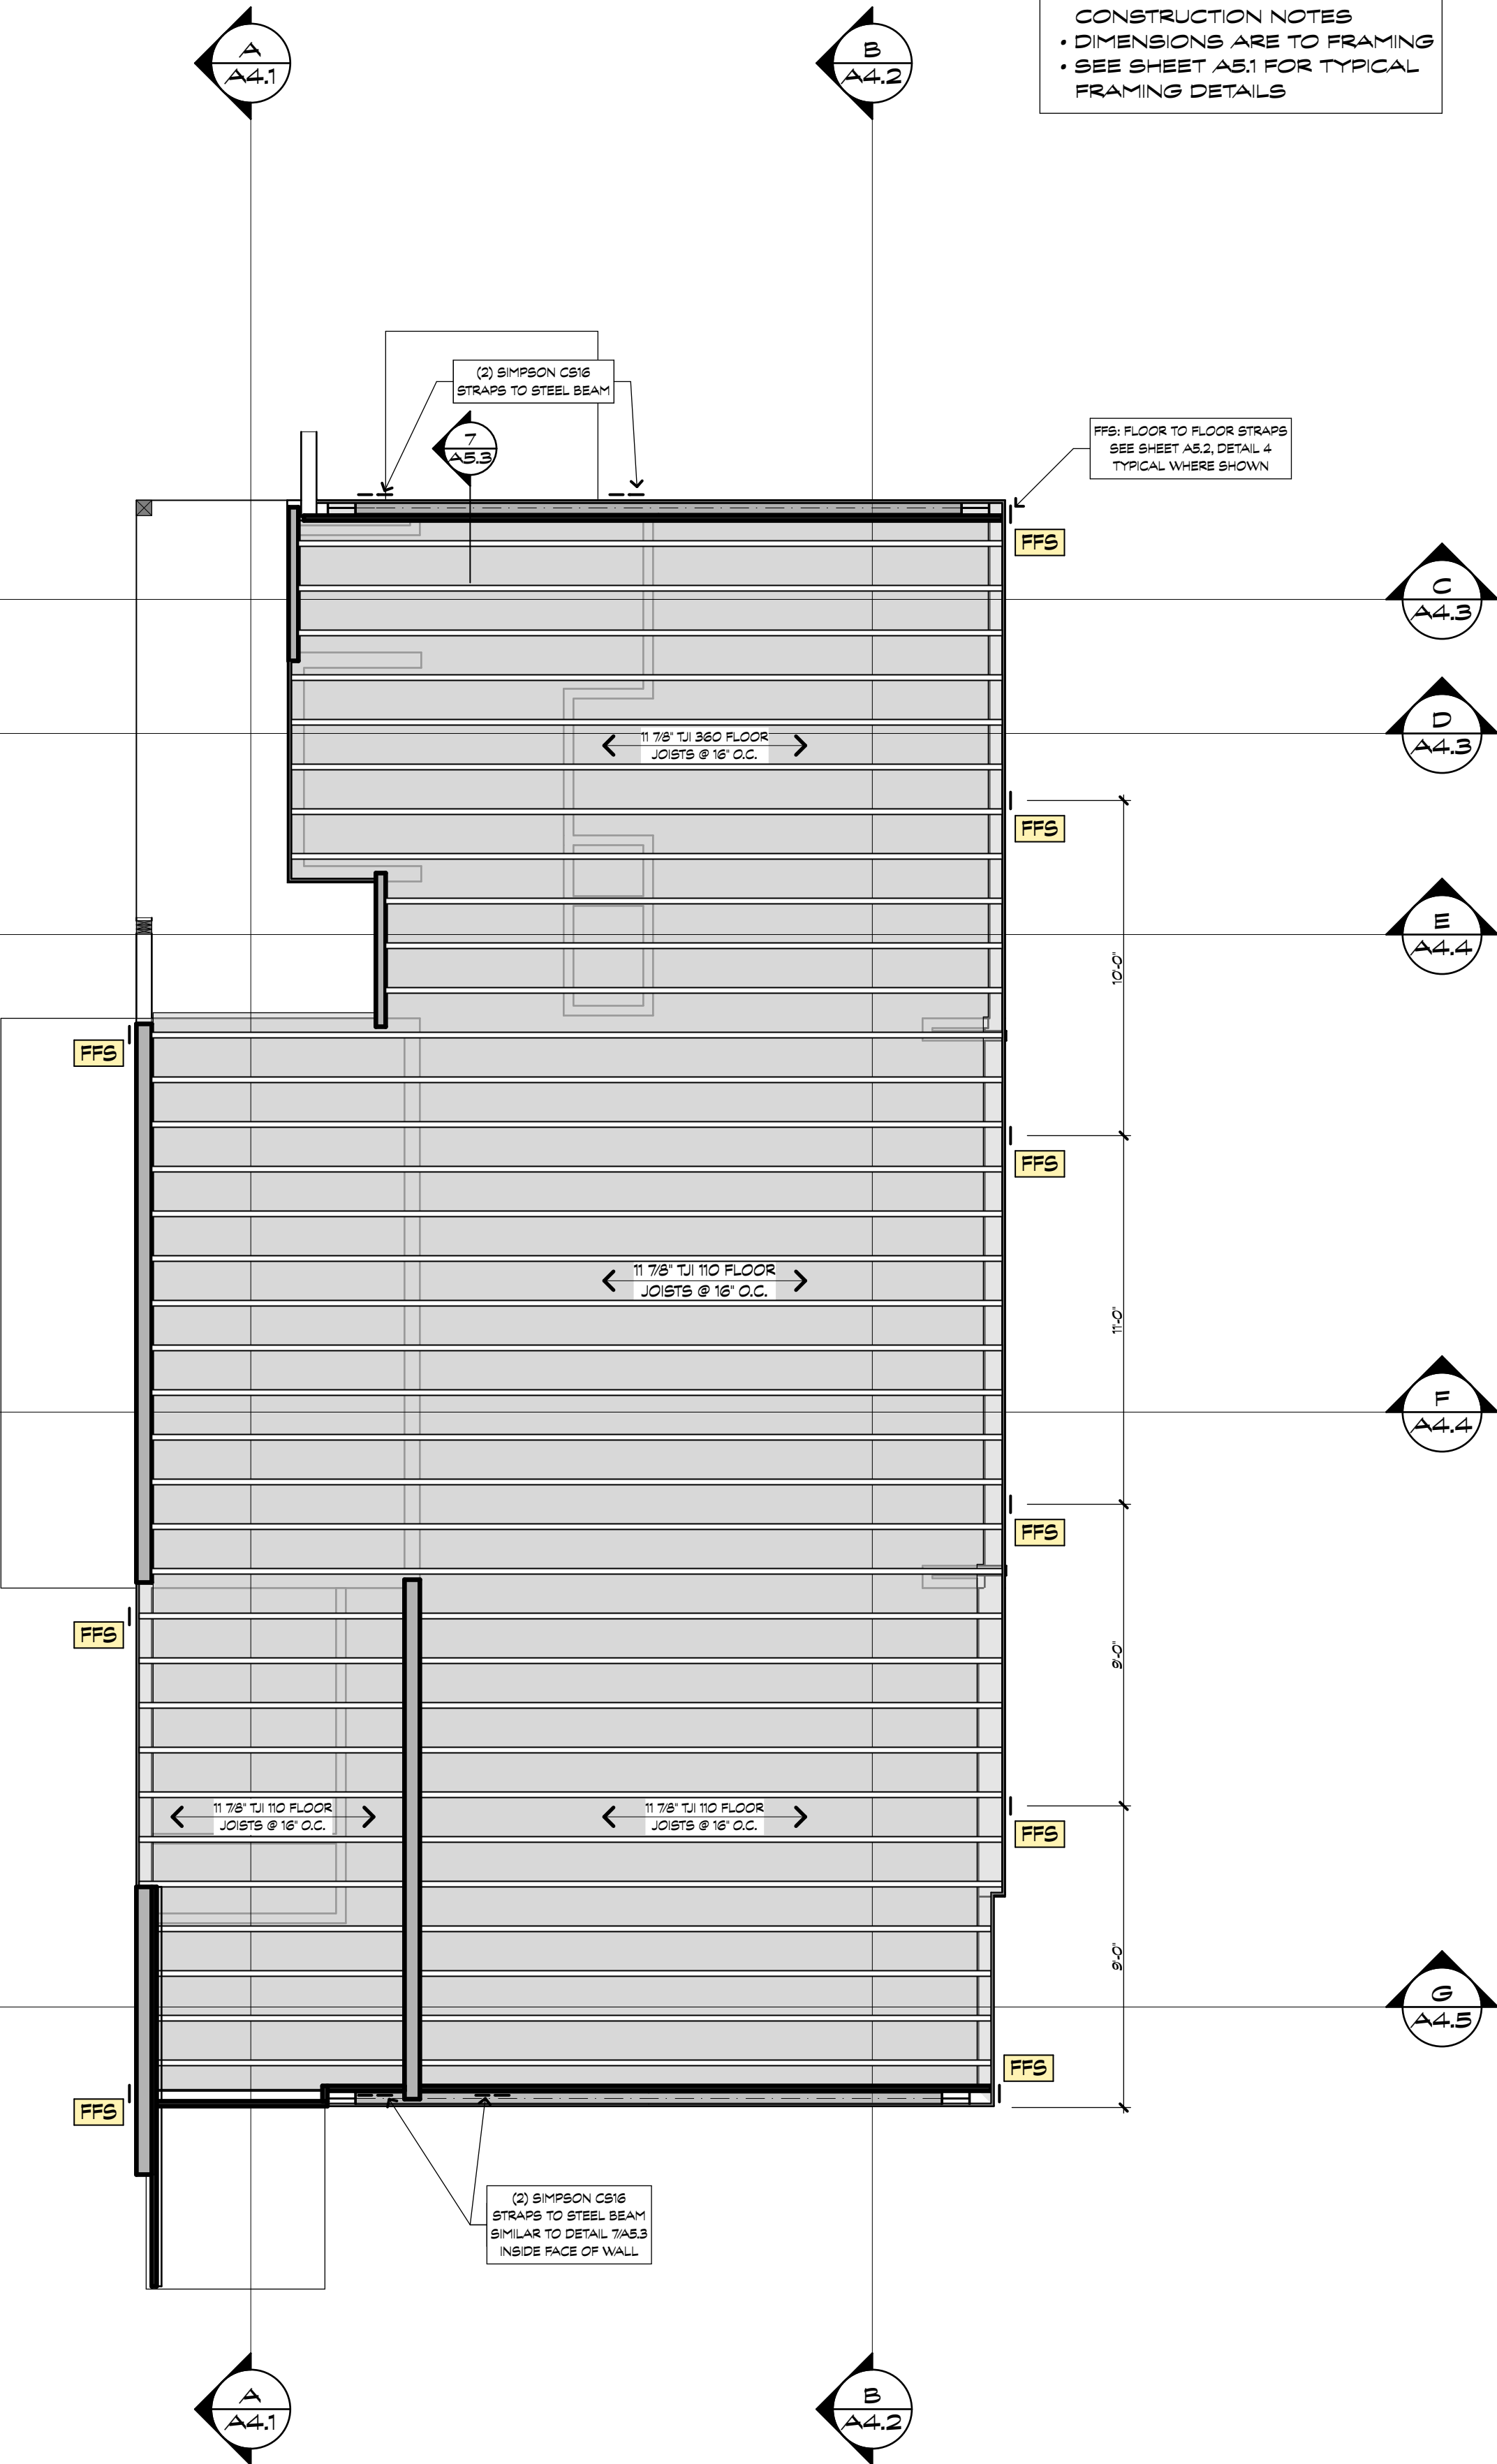 CONSTRUCTION NOTES
• DIMENSIONS ARE TO FRAMING
• SEE SHEET A5.1 FOR TYPICAL
FRAMING DETAILS
A
A4.1
B
A4.2
(2) SIMPSON CS16
STRAPS TO STEEL BEAM
7
A5.3
FFS: FLOOR TO FLOOR STRAPS
SEE SHEET A5.2, DETAIL 4
TYPICAL WHERE SHOWN
FFS
C
A4.3
D
A4.3
11 7/8" TJI 360 FLOOR
JOISTS @ 16" O.C.
FFS
E
A4.4
10'-0"
FFS
FFS
11 7/8" TJI 110 FLOOR
JOISTS @ 16" O.C.
11'-0"
F
A4.4
FFS
FFS
9'-0"
11 7/8" TJI 110 FLOOR
JOISTS @ 16" O.C.
11 7/8" TJI 110 FLOOR
JOISTS @ 16" O.C.
FFS
9'-0"
G
A4.5
FFS
FFS
(2) SIMPSON CS16
STRAPS TO STEEL BEAM
SIMILAR TO DETAIL 7/A5.3
INSIDE FACE OF WALL
A
A4.1
B
A4.2